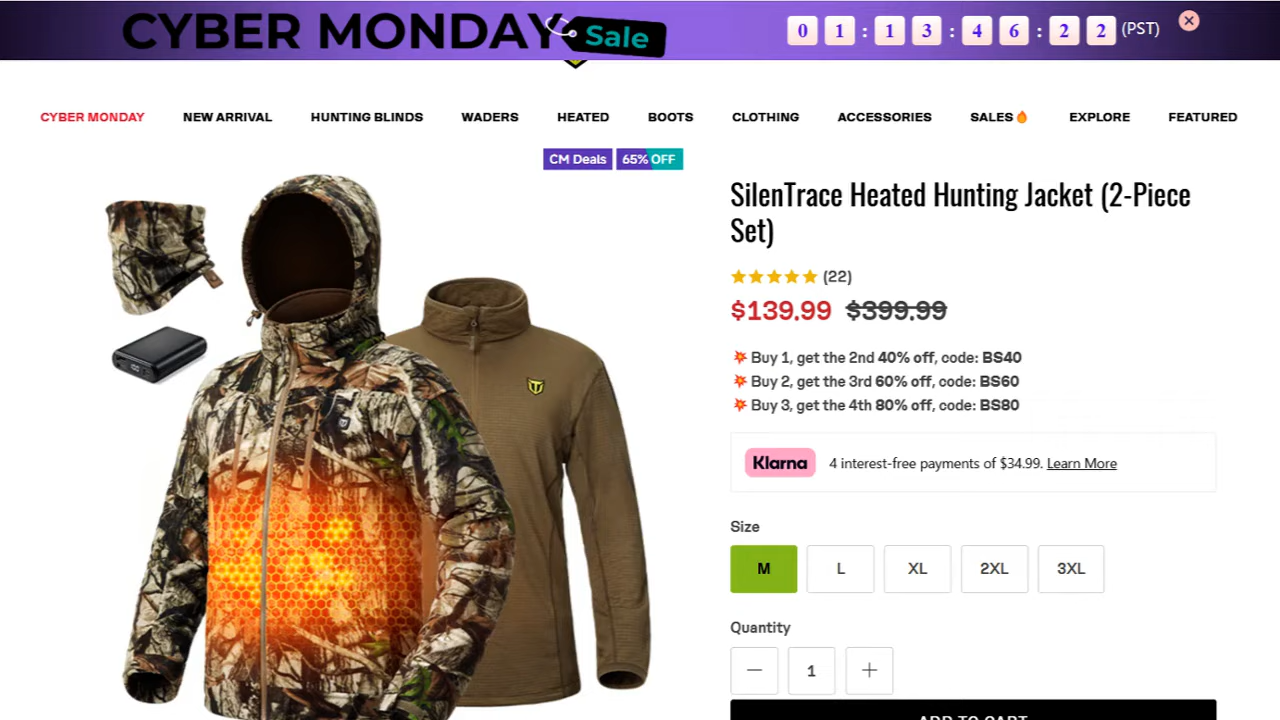 CYBER MONDAY Sale
0 1 : 1 3 : 4 6 : 2 2 (PST)
CYBER MONDAY NEW ARRIVAL HUNTING BLINDS WADERS HEATED BOOTS CLOTHING ACCESSORIES SALES🔥 EXPLORE FEATURED
CM Deals 65% OFF
SilenTrace Heated Hunting Jacket (2-Piece
Set)
★★★★★ (22)
$139.99 $399.99
💥 Buy 1, get the 2nd 40% off, code: BS40
💥 Buy 2, get the 3rd 60% off, code: BS60
💥 Buy 3, get the 4th 80% off, code: BS80
Klarna 4 interest-free payments of $34.99. Learn More
Size
M L XL 2XL 3XL
Quantity
— 1 +
ADD TO CART